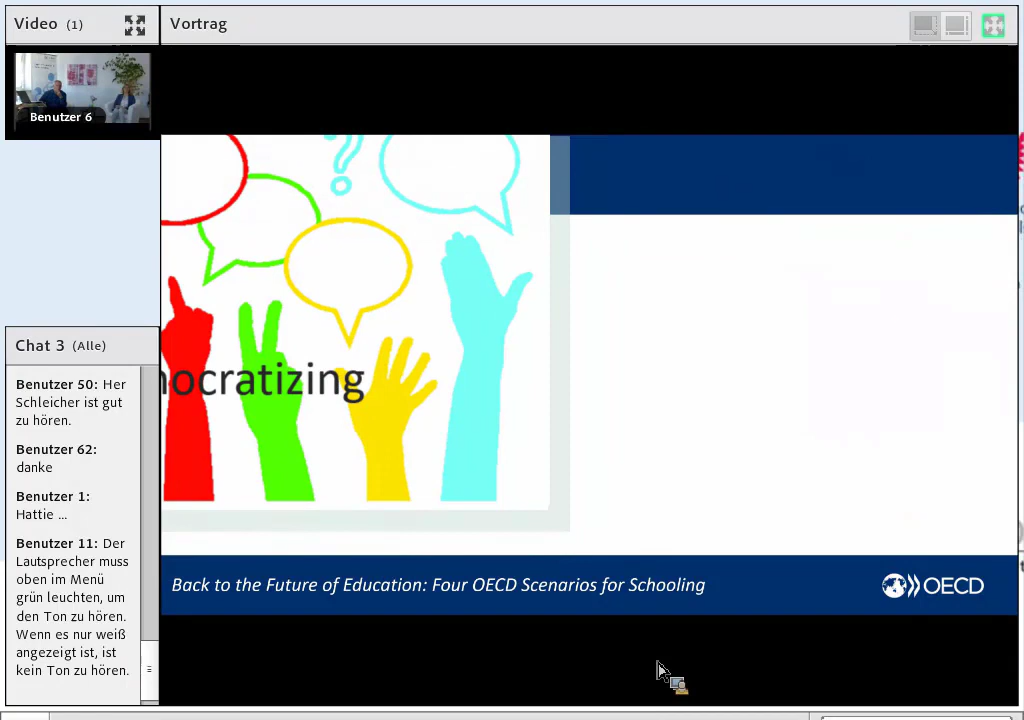 Video (1)
Vortrag
Benutzer 6
mocratizing
Chat 3 (Alle)
Benutzer 50: Her
Schleicher ist gut
zu hören.
Benutzer 62:
danke
Benutzer 1:
Hattie ...
Benutzer 11: Der
Lautsprecher muss
oben im Menü
grün leuchten, um
den Ton zu hören.
Wenn es nur weiß
angezeigt ist, ist
kein Ton zu hören.
Back to the Future of Education: Four OECD Scenarios for Schooling
OECD